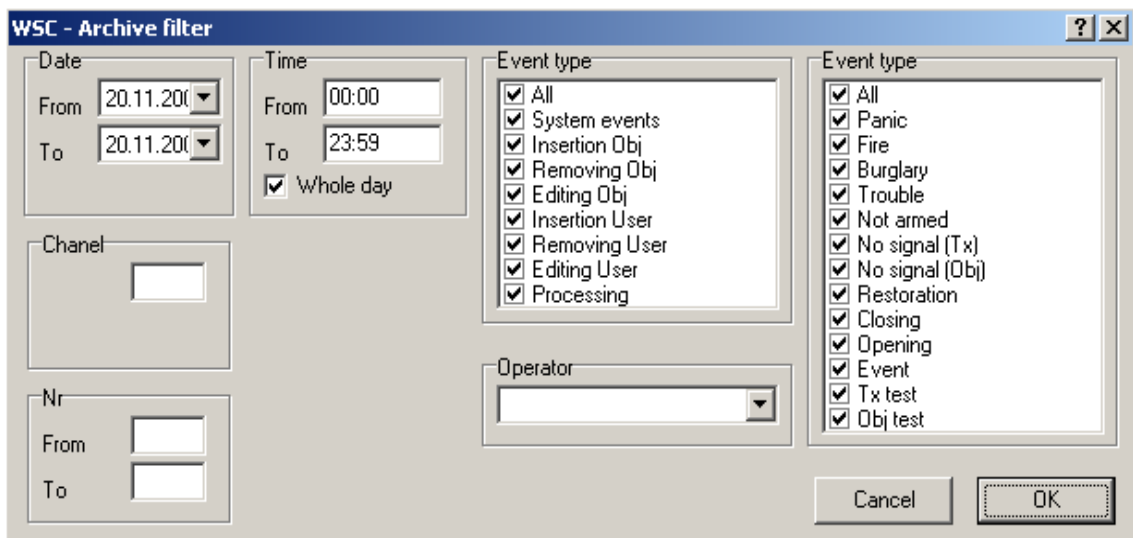 WSC - Archive filter
Date
From 20.11.200
To 20.11.200
Time
From 00:00
To 23:59
Whole day
Chanel
Nr
From
To
Event type
All
System events
Insertion Obj
Removing Obj
Editing Obj
Insertion User
Removing User
Editing User
Processing
Operator
Event type
All
Panic
Fire
Burglary
Trouble
Not armed
No signal (Tx)
No signal (Obj)
Restoration
Closing
Opening
Event
Tx test
Obj test
Cancel
OK